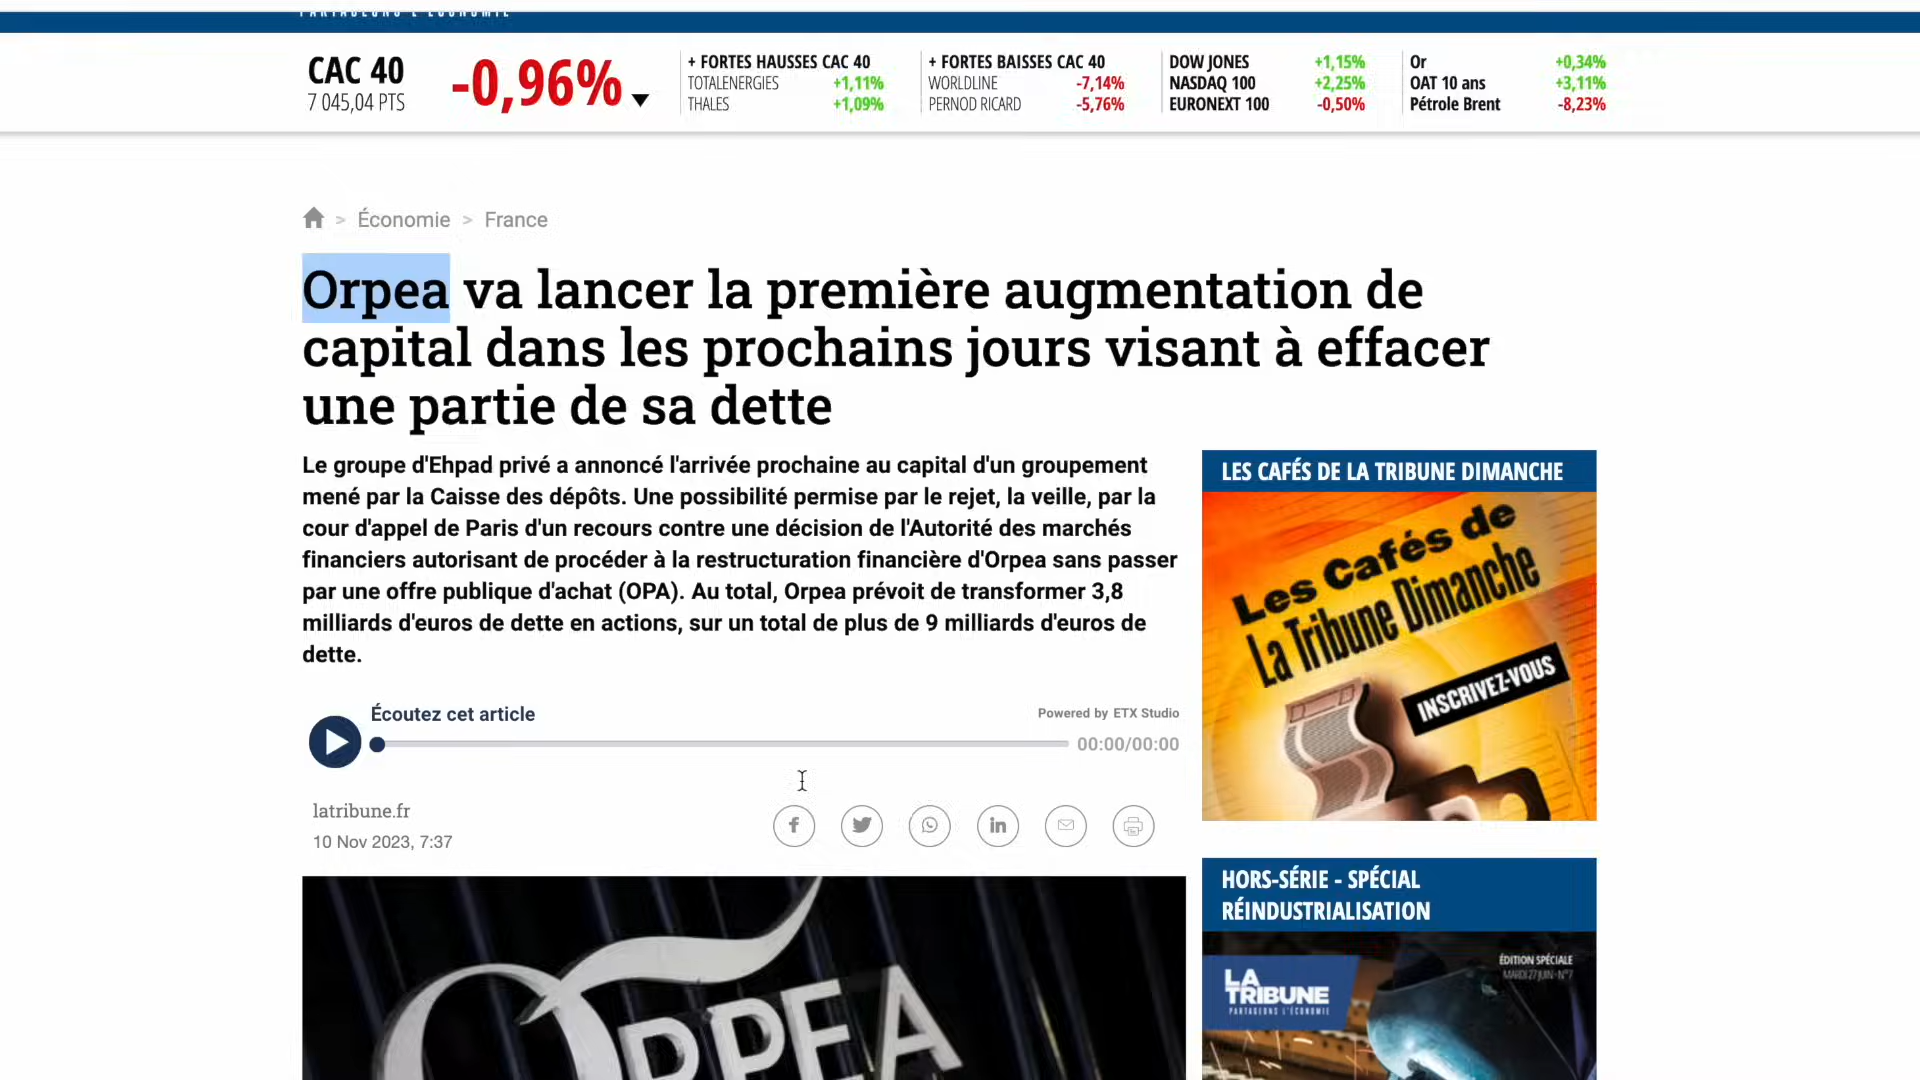 PARTAGEONS L'ÉCONOMIE
CAC 40
7 045,04 PTS
-0,96%
+ FORTES HAUSSES CAC 40
TOTALENERGIES +1,11%
THALES +1,09%
+ FORTES BAISSES CAC 40
WORLDLINE -7,14%
PERNOD RICARD -5,76%
DOW JONES +1,15%
NASDAQ 100 +2,25%
EURONEXT 100 -0,50%
Or +0,34%
OAT 10 ans +3,11%
Pétrole Brent -8,23%
> Économie > France
Orpea va lancer la première augmentation de
capital dans les prochains jours visant à effacer
une partie de sa dette
Le groupe d'Ehpad privé a annoncé l'arrivée prochaine au capital d'un groupement
mené par la Caisse des dépôts. Une possibilité permise par le rejet, la veille, par la
cour d'appel de Paris d'un recours contre une décision de l'Autorité des marchés
financiers autorisant de procéder à la restructuration financière d'Orpea sans passer
par une offre publique d'achat (OPA). Au total, Orpea prévoit de transformer 3,8
milliards d'euros de dette en actions, sur un total de plus de 9 milliards d'euros de
dette.
Écoutez cet article
Powered by ETX Studio
00:00/00:00
latribune.fr
10 Nov 2023, 7:37
ORPEA
LES CAFÉS DE LA TRIBUNE DIMANCHE
Les Cafés de
La Tribune Dimanche
INSCRIVEZ-VOUS
HORS-SÉRIE - SPÉCIAL
RÉINDUSTRIALISATION
ÉDITION SPÉCIALE
MARDI 27 JUIN - N°7
LA
TRIBUNE
PARTAGEONS L'ÉCONOMIE